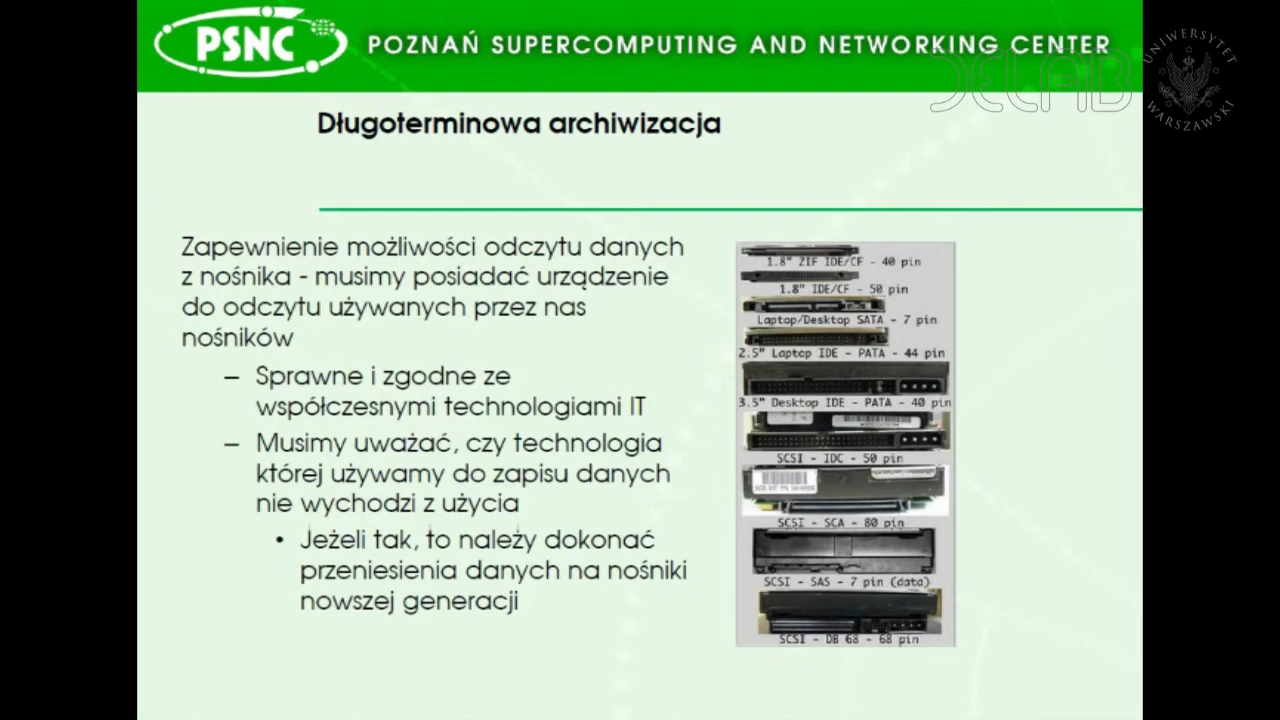 PSNC
POZNAŃ SUPERCOMPUTING AND NETWORKING CENTER
DELAB
UNIWERSYTET
WARSZAWSKI
Długoterminowa archiwizacja
Zapewnienie możliwości odczytu danych
z nośnika - musimy posiadać urządzenie
do odczytu używanych przez nas
nośników
– Sprawne i zgodne ze
współczesnymi technologiami IT
– Musimy uważać, czy technologia
której używamy do zapisu danych
nie wychodzi z użycia
• Jeżeli tak, to należy dokonać
przeniesienia danych na nośniki
nowszej generacji
1.8" ZIF IDE/CF - 40 pin
1.8" IDE/CF - 50 pin
Laptop/Desktop SATA - 7 pin
2.5" Laptop IDE - PATA - 44 pin
3.5" Desktop IDE - PATA - 40 pin
SCSI - IDC - 50 pin
SCSI - SCA - 80 pin
SCSI - SAS - 7 pin (data)
SCSI - DB 68 - 68 pin